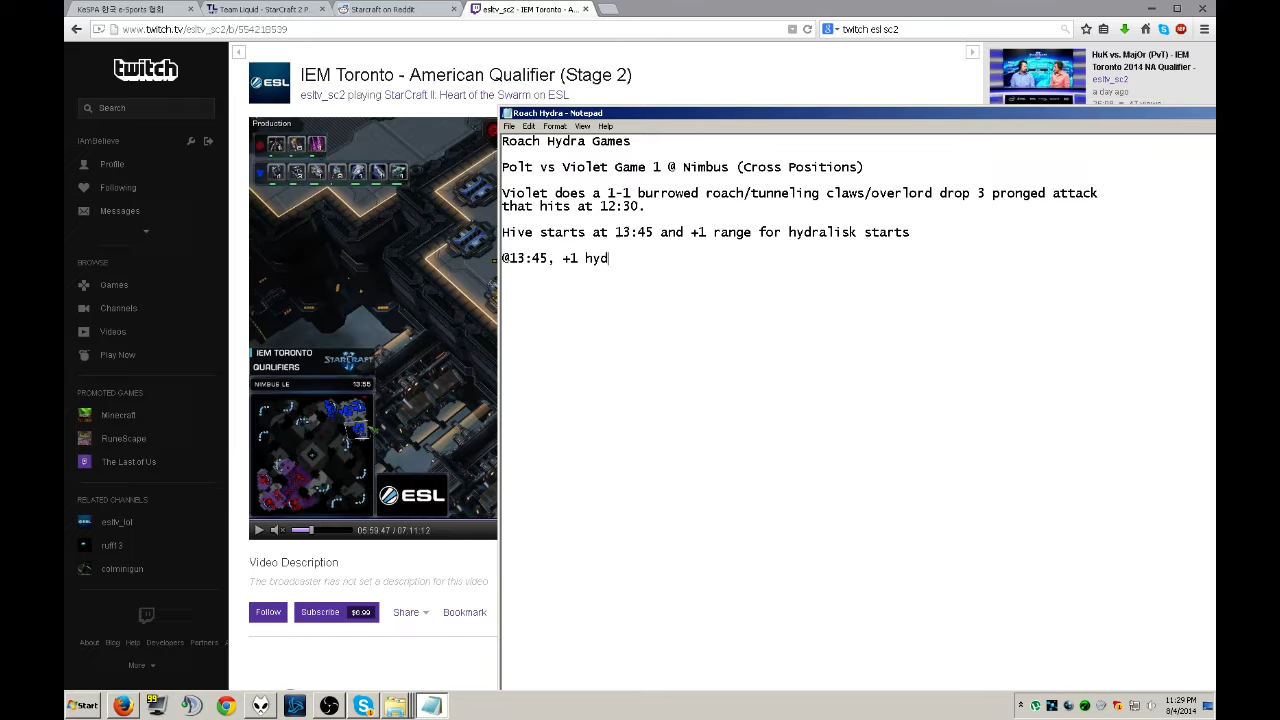 KeSPA 한국 e-Sports 협회
Team Liquid - StarCraft 2 P...
Starcraft on Reddit
esltv_sc2 - IEM Toronto - A...
www.twitch.tv/esltv_sc2/b/554218539
twitch esl sc2
twitch
Search
iAmBelieve
Profile
Following
Messages
BROWSE
Games
Channels
Videos
Play Now
PROMOTED GAMES
Minecraft
RuneScape
The Last of Us
RELATED CHANNELS
esltv_lol
ruff13
colminigun
About Blog Help Developers Partners
More
ESL
IEM Toronto - American Qualifier (Stage 2)
esltv_sc2 playing StarCraft II: Heart of the Swarm on ESL
HuK vs. MajOr (PvT) - IEM
Toronto 2014 NA Qualifier -
esltv_sc2
a day ago
Production
IEM TORONTO
QUALIFIERS
STARCRAFT
NIMBUS LE 13:55
ESL
05:59:47 / 07:11:12
Video Description
The broadcaster has not set a description for this video
Follow Subscribe $6.99 Share Bookmark
Roach Hydra - Notepad
File Edit Format View Help
Roach Hydra Games
Polt vs Violet Game 1 @ Nimbus (Cross Positions)
Violet does a 1-1 burrowed roach/tunneling claws/overlord drop 3 pronged attack
that hits at 12:30.
Hive starts at 13:45 and +1 range for hydralisk starts
@13:45, +1 hyd
Start
99
11:29 PM
8/4/2014